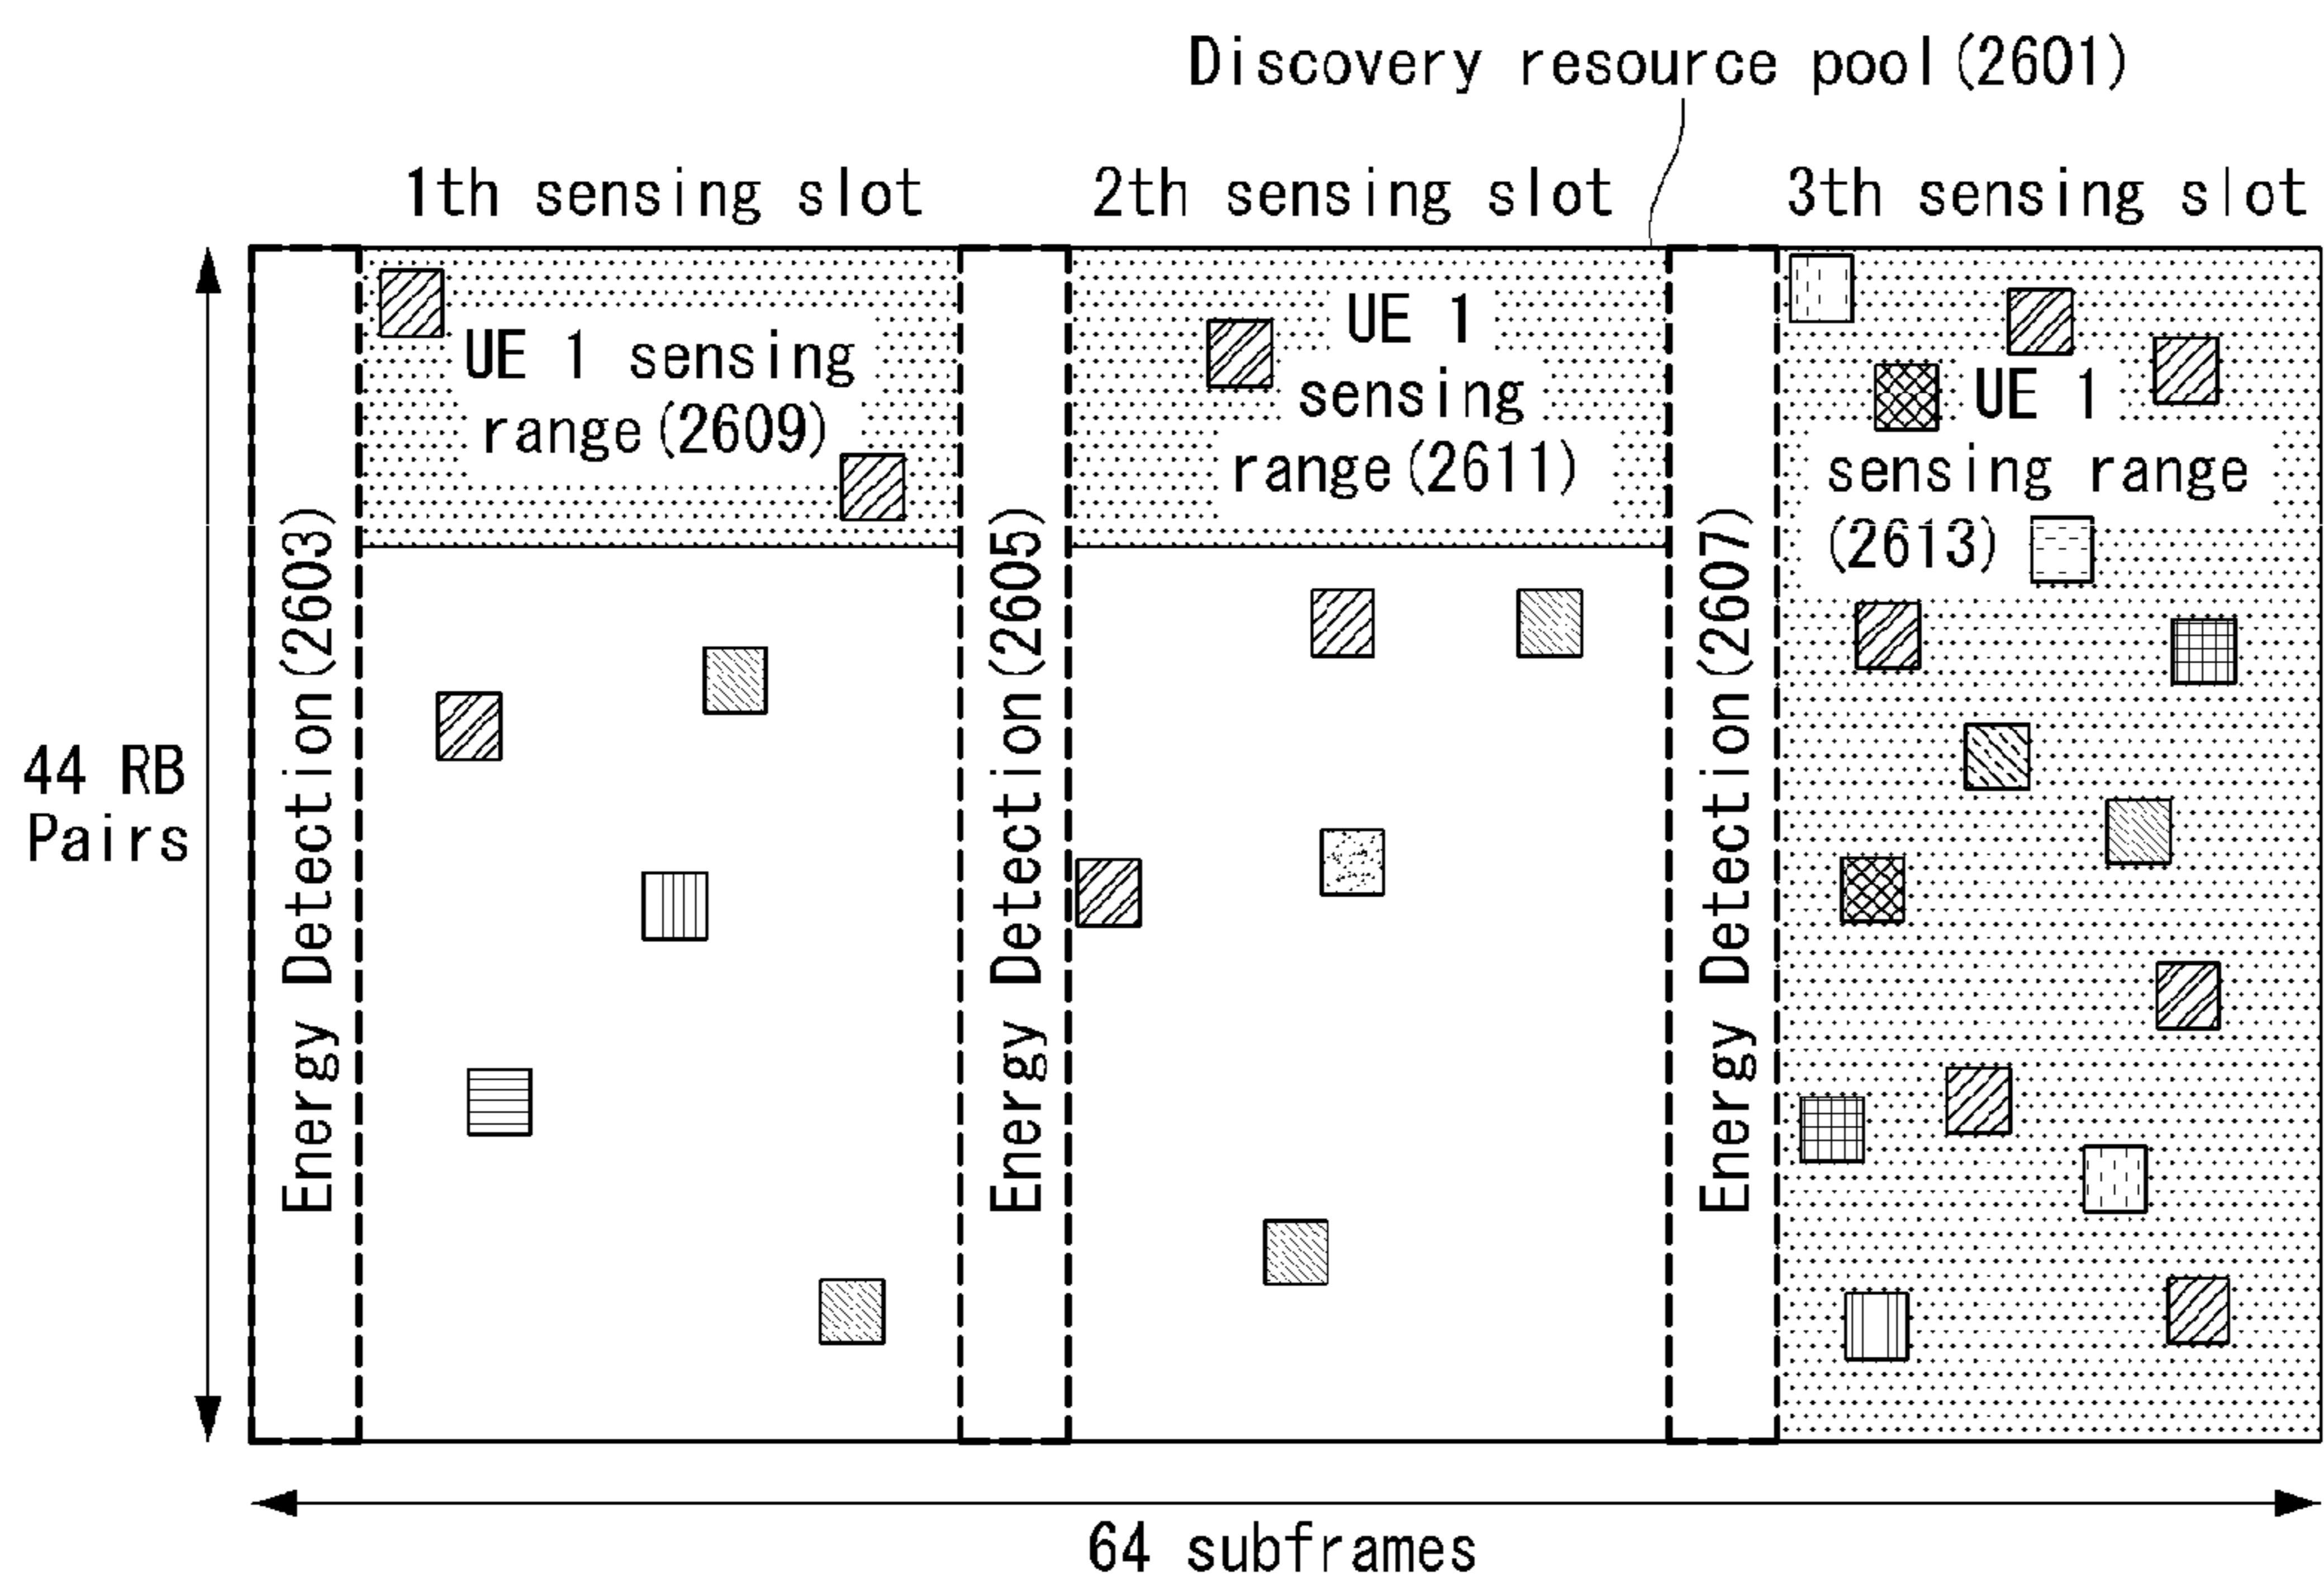 Discovery resource pool(2601)
1th sensing slot
2th sensing slot
3th sensing slot
44 RB
Pairs
Energy Detection(2603)
UE 1 sensing
range(2609)
Energy Detection(2605)
UE 1
sensing
range(2611)
Energy Detection(2607)
UE 1
sensing range
(2613)
64 subframes